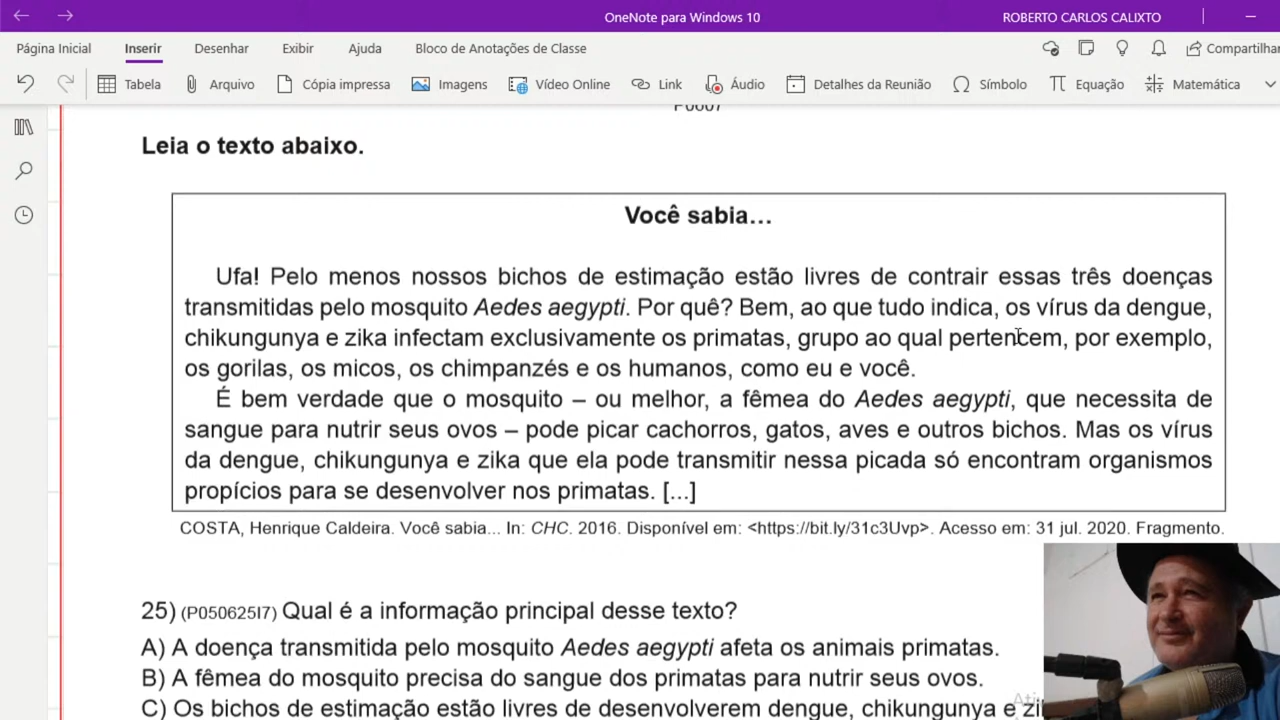 OneNote para Windows 10
ROBERTO CARLOS CALIXTO
Página Inicial Inserir Desenhar Exibir Ajuda Bloco de Anotações de Classe Compartilhar
Tabela Arquivo Cópia impressa Imagens Vídeo Online Link Áudio Detalhes da Reunião Símbolo Equação Matemática
Leia o texto abaixo.
Você sabia...
Ufa! Pelo menos nossos bichos de estimação estão livres de contrair essas três doenças
transmitidas pelo mosquito Aedes aegypti. Por quê? Bem, ao que tudo indica, os vírus da dengue,
chikungunya e zika infectam exclusivamente os primatas, grupo ao qual pertencem, por exemplo,
os gorilas, os micos, os chimpanzés e os humanos, como eu e você.
É bem verdade que o mosquito – ou melhor, a fêmea do Aedes aegypti, que necessita de
sangue para nutrir seus ovos – pode picar cachorros, gatos, aves e outros bichos. Mas os vírus
da dengue, chikungunya e zika que ela pode transmitir nessa picada só encontram organismos
propícios para se desenvolver nos primatas. [...]
COSTA, Henrique Caldeira. Você sabia... In: CHC. 2016. Disponível em: <https://bit.ly/31c3Uvp>. Acesso em: 31 jul. 2020. Fragmento.
25) (P050625I7) Qual é a informação principal desse texto?
A) A doença transmitida pelo mosquito Aedes aegypti afeta os animais primatas.
B) A fêmea do mosquito precisa do sangue dos primatas para nutrir seus ovos.
C) Os bichos de estimação estão livres de desenvolverem dengue, chikungunya e